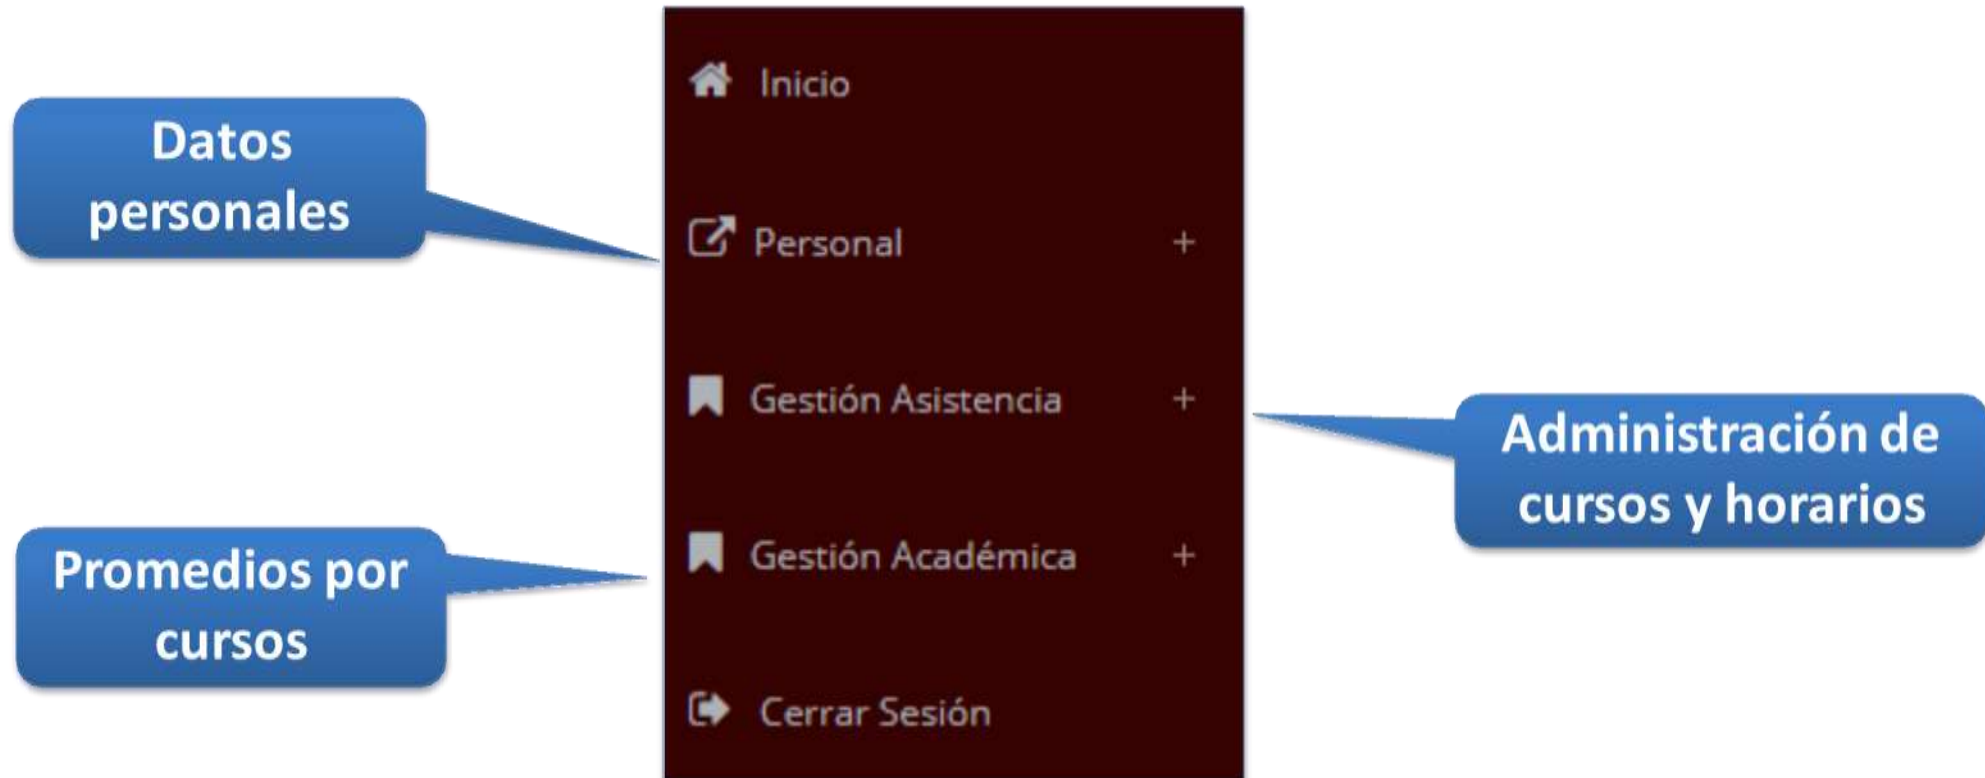 Inicio
Datos
personales
Personal +
Gestión Asistencia +
Administración de
cursos y horarios
Gestión Académica +
Promedios por
cursos
Cerrar Sesión